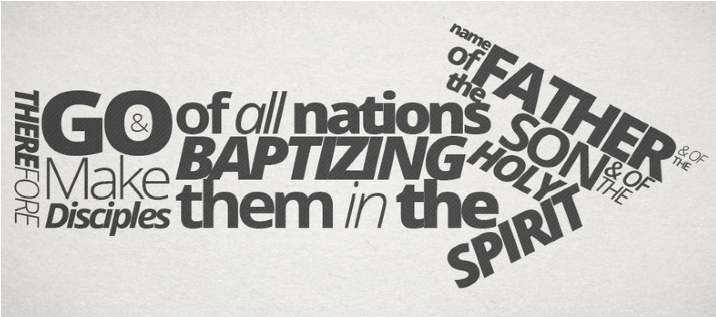 THEREFORE
GO &
Make
Disciples
of all nations
BAPTIZING
them in the
name
of
the
FATHER
& OF
THE
SON
& OF
THE
HOLY
SPIRIT